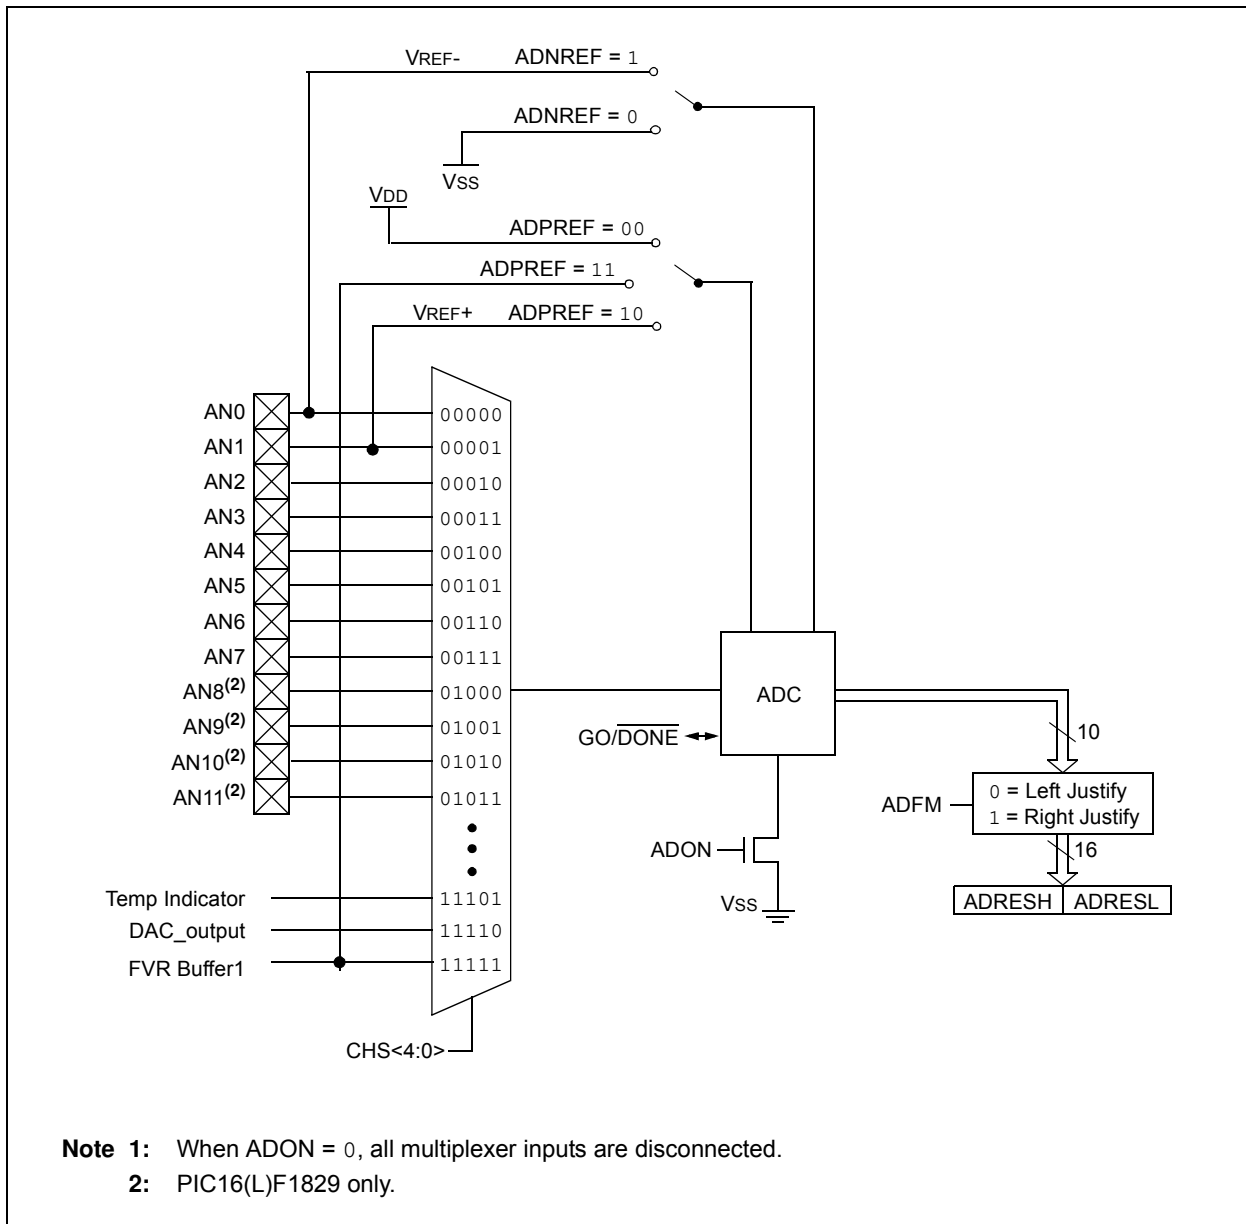 VREF- ADNREF = 1
ADNREF = 0
VSS
VDD
ADPREF = 00
ADPREF = 11
VREF+ ADPREF = 10
AN0 00000
AN1 00001
AN2 00010
AN3 00011
AN4 00100
AN5 00101
AN6 00110
AN7 00111
AN8(2) 01000
AN9(2) 01001
AN10(2) 01010
AN11(2) 01011
ADC
GO/DONE
10
ADFM
0 = Left Justify
1 = Right Justify
16
ADON
VSS
ADRESH ADRESL
Temp Indicator 11101
DAC_output 11110
FVR Buffer1 11111
CHS<4:0>
Note 1: When ADON = 0, all multiplexer inputs are disconnected.
2: PIC16(L)F1829 only.